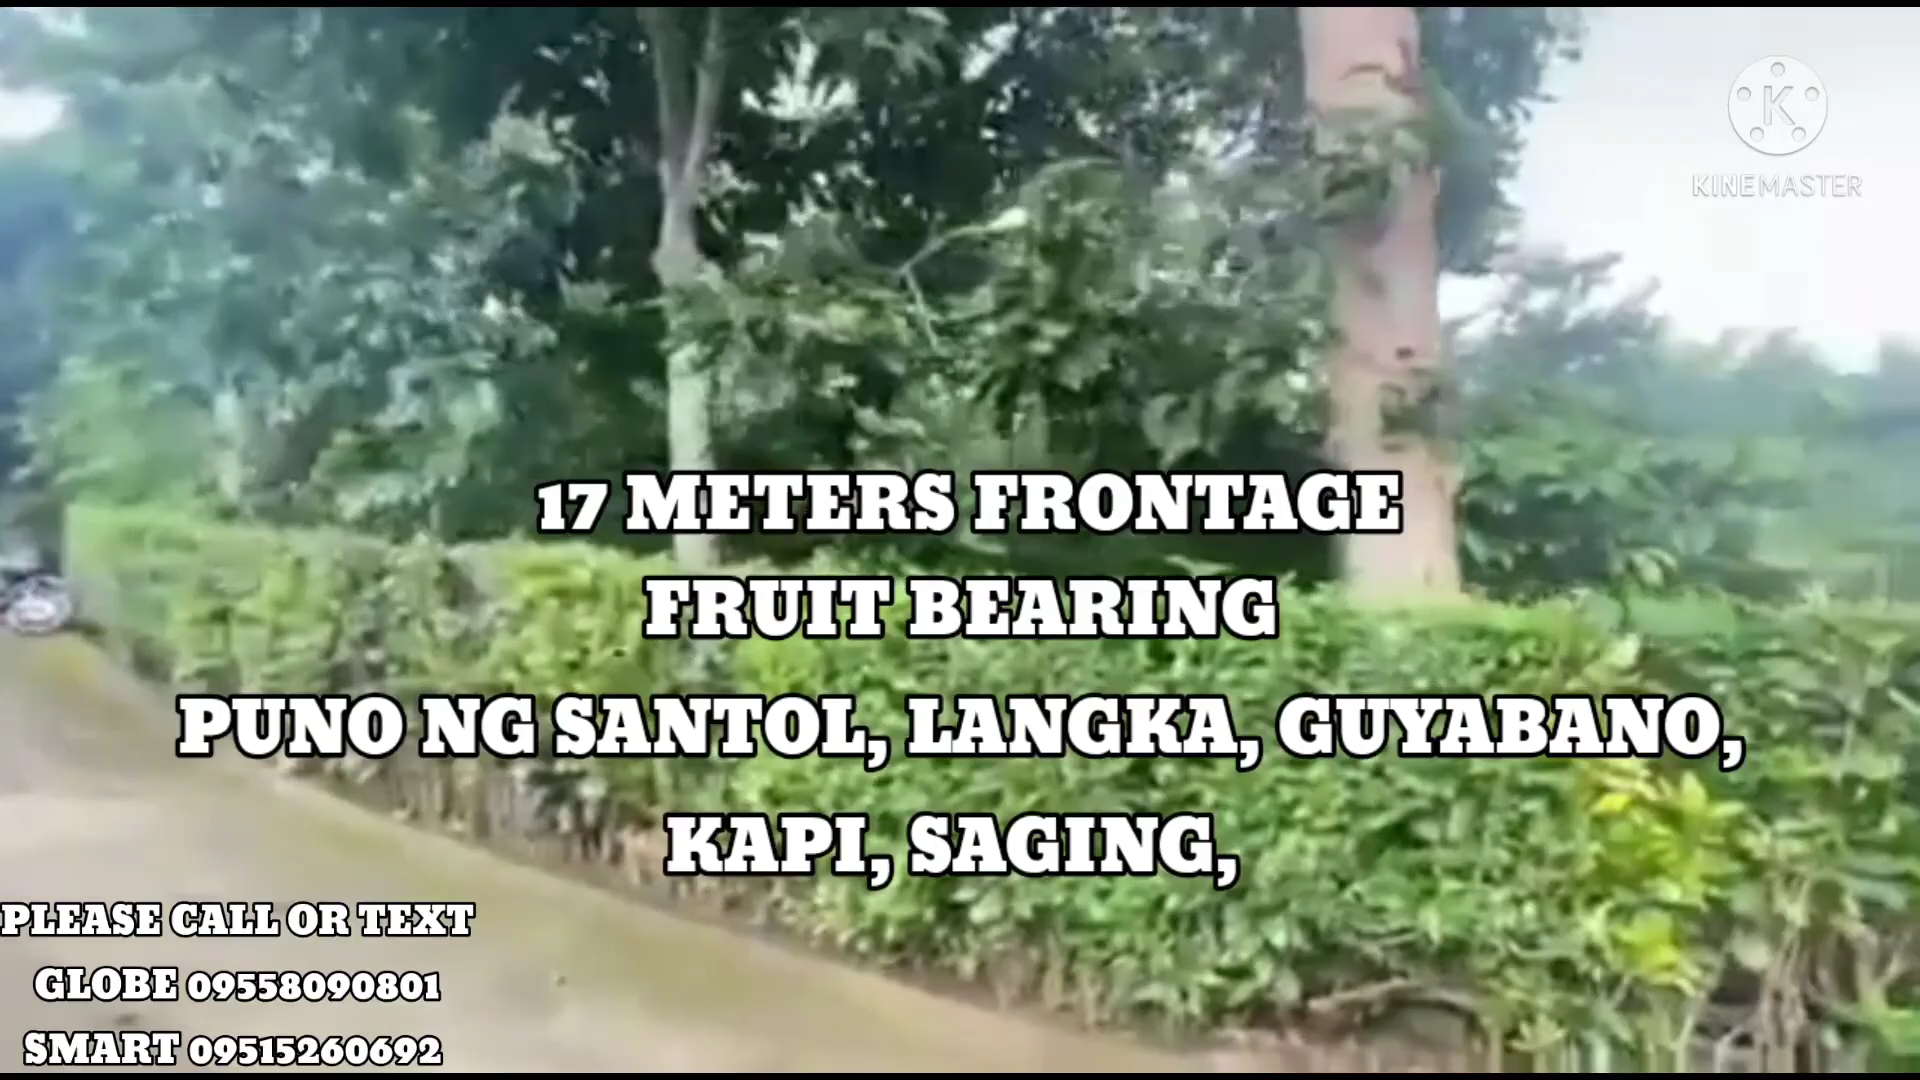 K
KINEMASTER
17 METERS FRONTAGE
FRUIT BEARING
PUNO NG SANTOL, LANGKA, GUYABANO,
KAPI, SAGING,
PLEASE CALL OR TEXT
GLOBE 09558090801
SMART 09515260692